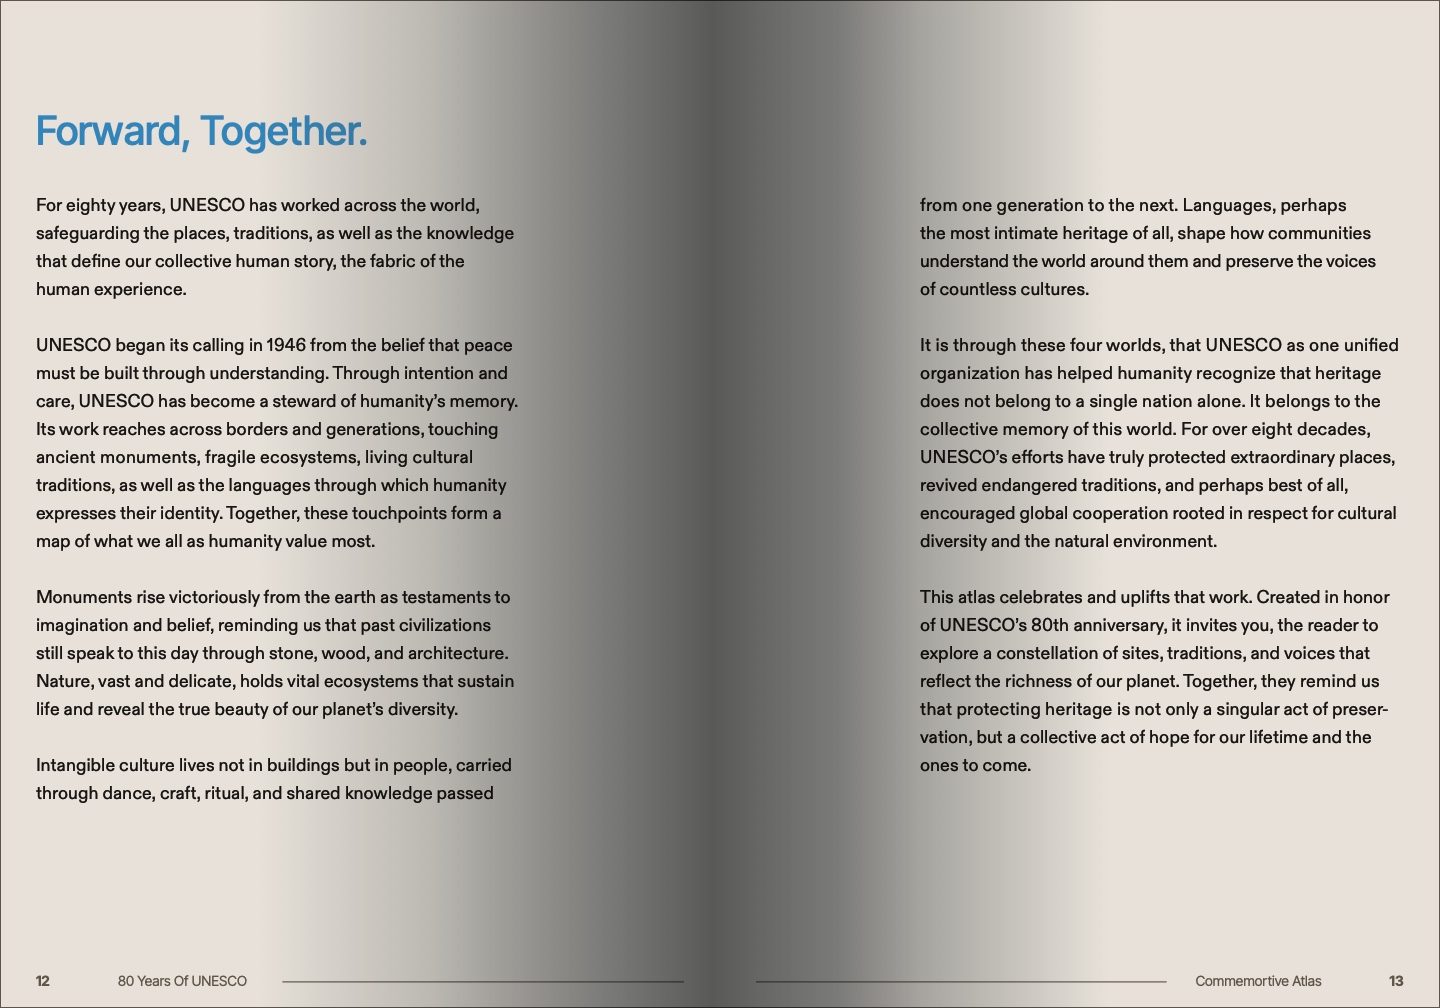 Forward, Together.
For eighty years, UNESCO has worked across the world,
safeguarding the places, traditions, as well as the knowledge
that define our collective human story, the fabric of the
human experience.
UNESCO began its calling in 1946 from the belief that peace
must be built through understanding. Through intention and
care, UNESCO has become a steward of humanity’s memory.
Its work reaches across borders and generations, touching
ancient monuments, fragile ecosystems, living cultural
traditions, as well as the languages through which humanity
expresses their identity. Together, these touchpoints form a
map of what we all as humanity value most.
Monuments rise victoriously from the earth as testaments to
imagination and belief, reminding us that past civilizations
still speak to this day through stone, wood, and architecture.
Nature, vast and delicate, holds vital ecosystems that sustain
life and reveal the true beauty of our planet’s diversity.
Intangible culture lives not in buildings but in people, carried
through dance, craft, ritual, and shared knowledge passed
from one generation to the next. Languages, perhaps
the most intimate heritage of all, shape how communities
understand the world around them and preserve the voices
of countless cultures.
It is through these four worlds, that UNESCO as one unified
organization has helped humanity recognize that heritage
does not belong to a single nation alone. It belongs to the
collective memory of this world. For over eight decades,
UNESCO’s efforts have truly protected extraordinary places,
revived endangered traditions, and perhaps best of all,
encouraged global cooperation rooted in respect for cultural
diversity and the natural environment.
This atlas celebrates and uplifts that work. Created in honor
of UNESCO’s 80th anniversary, it invites you, the reader to
explore a constellation of sites, traditions, and voices that
reflect the richness of our planet. Together, they remind us
that protecting heritage is not only a singular act of preser-
vation, but a collective act of hope for our lifetime and the
ones to come.
12 80 Years Of UNESCO
Commemortive Atlas 13